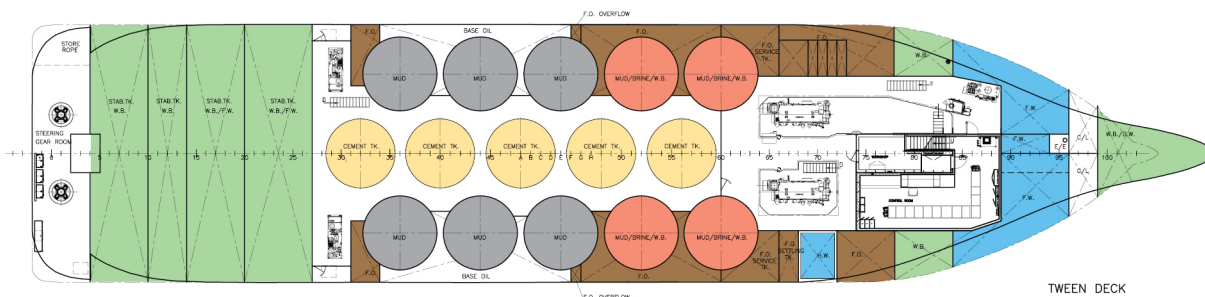 F.O. OVERFLOW
STORE
ROPE
F.O.
BASE OIL
F.O.
F.O.
SERVICE
TK.
F.O.
W.B.
MUD
MUD
MUD
MUD/BRINE/W.B.
MUD/BRINE/W.B.
STAB.TK.
W.B.
STAB.TK.
W.B.
STAB.TK.
W.B./F.W.
STAB.TK.
W.B./F.W.
F.W.
STEERING
GEAR ROOM
CEMENT TK.
CEMENT TK.
CEMENT TK.
CEMENT TK.
CEMENT TK.
F.W.
C/L
E/E
W.B./D.W.
0 5 10 15 20 25 30 35 40 45 A B C D E F G H 50 55 60 65 70 75 80 85 90 95 100
C/L
CONTROL ROOM
F.W.
MUD
MUD
MUD
MUD/BRINE/W.B.
MUD/BRINE/W.B.
F.O.
SERVICE
TK.
F.O.
SETTLING
TK.
H.W.
F.O.
W.B.
F.O.
BASE OIL
F.O.
F.O. OVERFLOW
TWEEN DECK